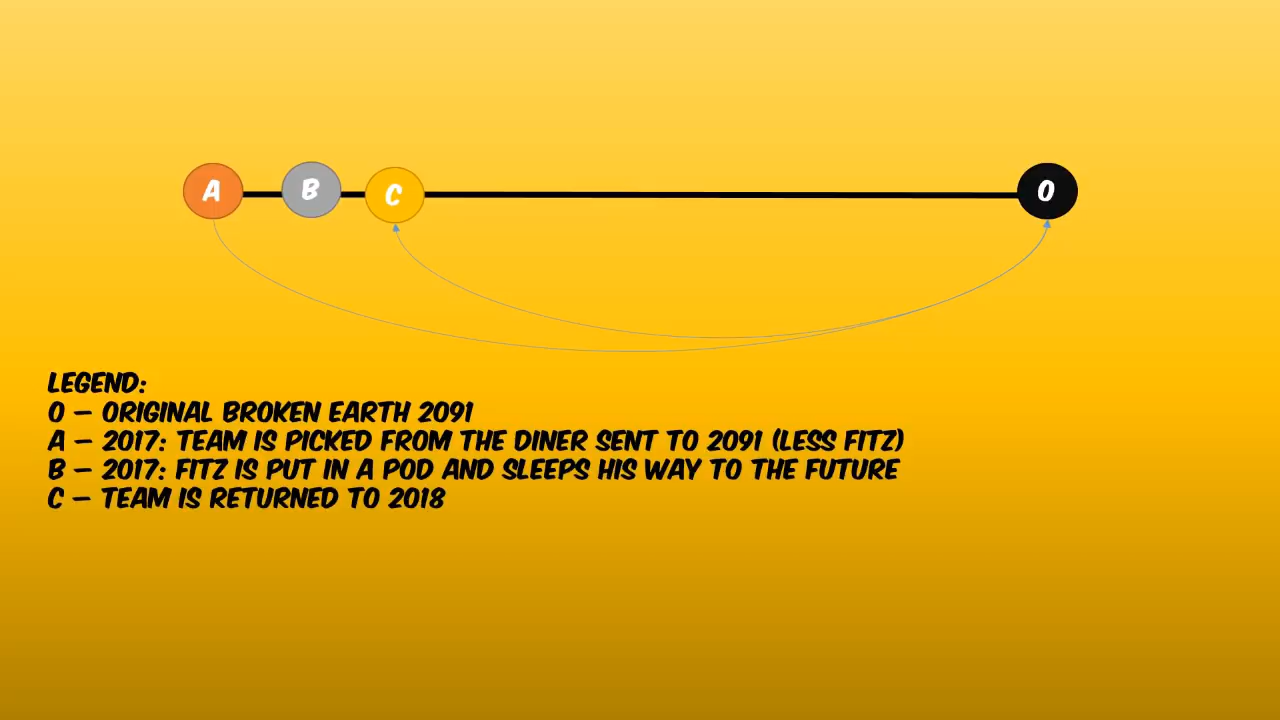 A B C O
LEGEND:
O – ORIGINAL BROKEN EARTH 2091
A – 2017: TEAM IS PICKED FROM THE DINER SENT TO 2091 (LESS FITZ)
B – 2017: FITZ IS PUT IN A POD AND SLEEPS HIS WAY TO THE FUTURE
C – TEAM IS RETURNED TO 2018